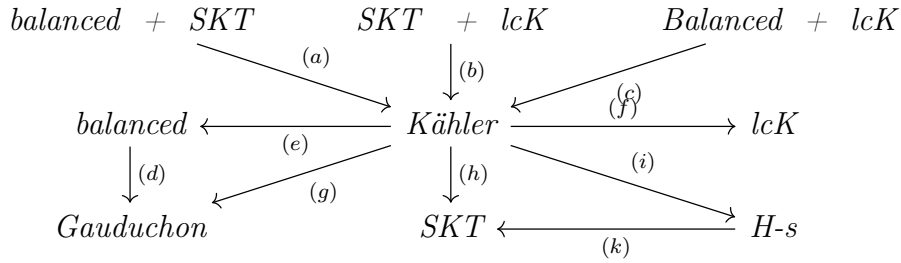 balanced + SKT SKT + lcK Balanced + lcK
(a) (b) (c)
(f)
balanced Kähler lcK
(e)
(d) (g) (h) (i)
Gauduchon SKT H-s
(k)